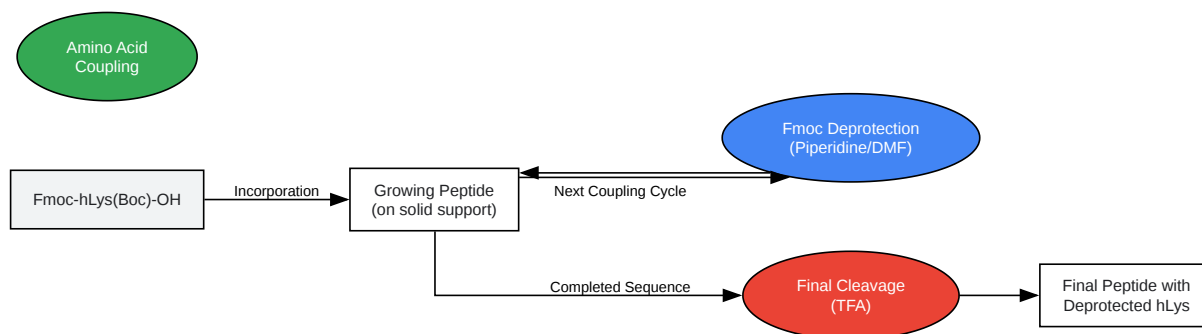 Amino Acid
Coupling
Fmoc Deprotection
(Piperidine/DMF)
Fmoc-hLys(Boc)-OH
Incorporation
Growing Peptide
(on solid support)
Next Coupling Cycle
Completed Sequence
Final Cleavage
(TFA)
Final Peptide with
Deprotected hLys